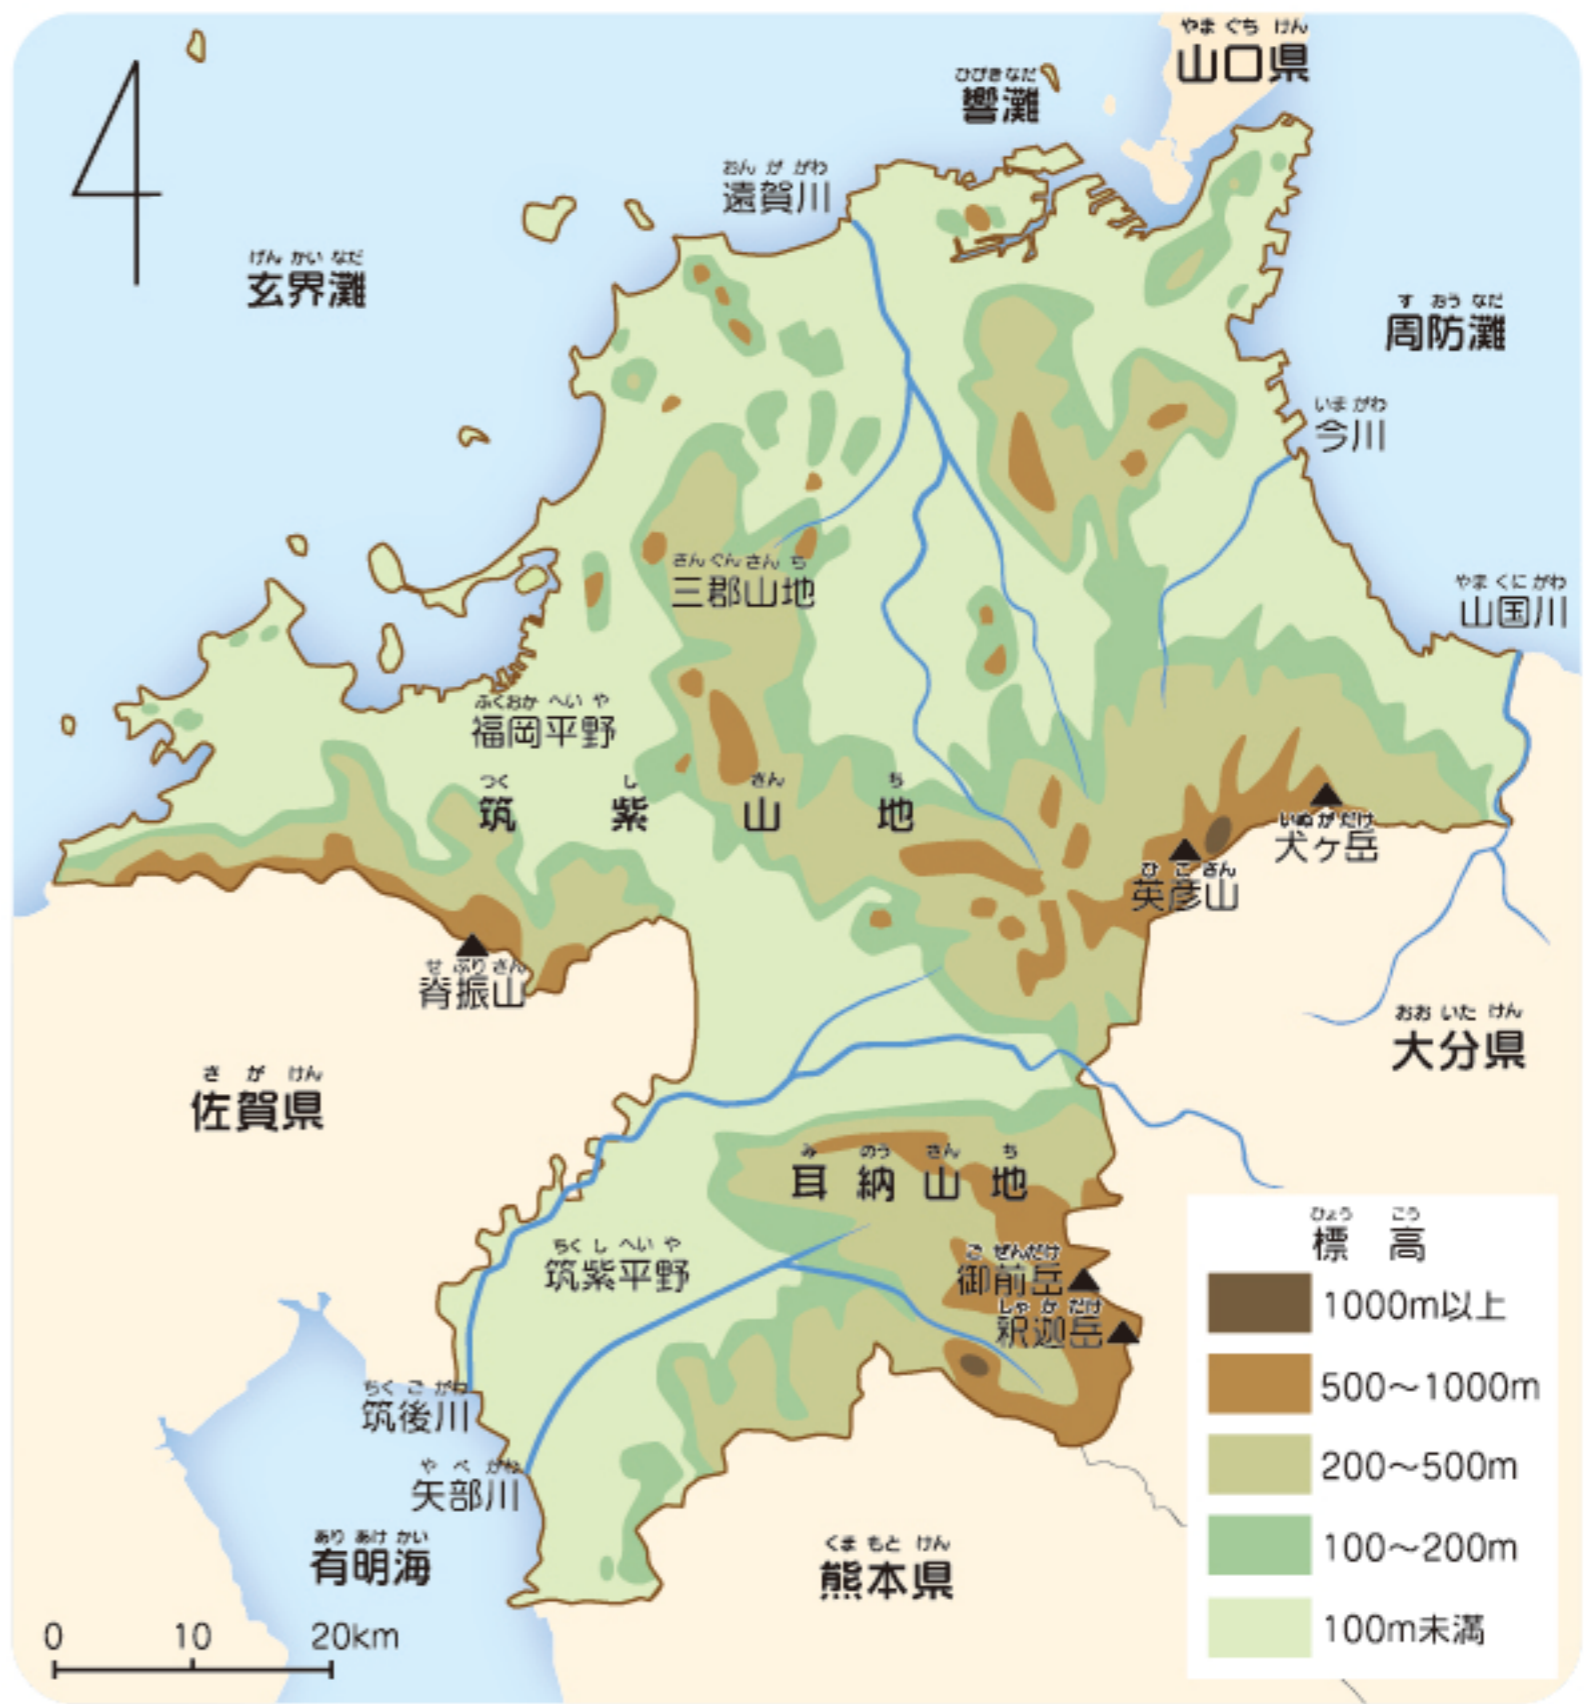 やまぐちけん
山口県
ひびきなだ
響灘
おんががわ
遠賀川
げんかいなだ
玄界灘
すおうなだ
周防灘
いまがわ
今川
さんぐんさんち
三郡山地
やまくにがわ
山国川
ふくおかへいや
福岡平野
つくしさんち
筑紫山地
いぬがだけ
犬ヶ岳
ひこさん
英彦山
せふりさん
脊振山
おおいたけん
大分県
さがけん
佐賀県
みのうさんち
耳納山地
ちくしへいや
筑紫平野
ごぜんだけ
御前岳
しゃかだけ
釈迦岳
ちくごがわ
筑後川
やべがわ
矢部川
ありあけかい
有明海
くまもとけん
熊本県
ひょうこう
標高
1000m以上
500〜1000m
200〜500m
100〜200m
100m未満
0 10 20km